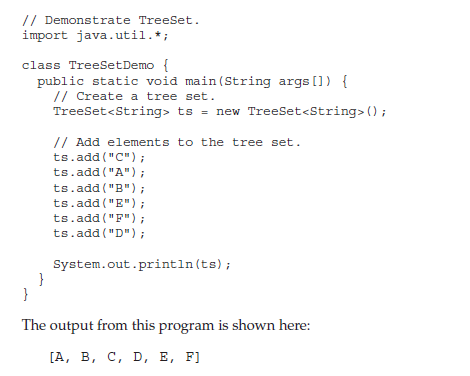 // Demonstrate TreeSet.
import java.util.*;
class TreeSetDemo {
public static void main(String args[]) {
// Create a tree set.
TreeSet<String> ts = new TreeSet<String>();
// Add elements to the tree set.
ts.add("C");
ts.add("A");
ts.add("B");
ts.add("E");
ts.add("F");
ts.add("D");
System.out.println(ts);
}
}
The output from this program is shown here:
[A, B, C, D, E, F]